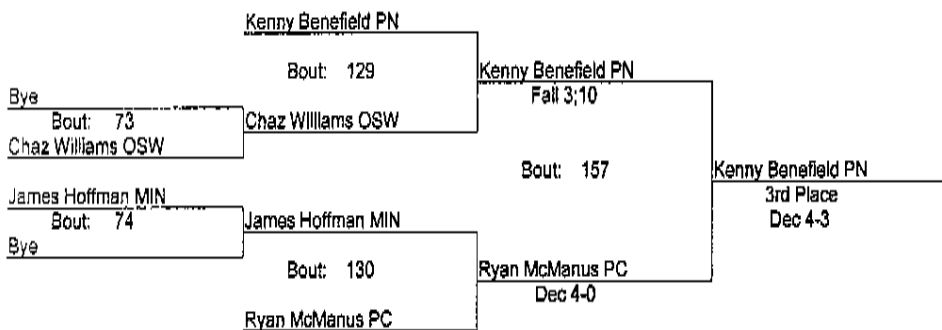 Kenny Benefield PN
Bout: 129
Kenny Benefield PN
Fall 3;10
Bye
Bout: 73
Chaz Williams OSW
Chaz Williams OSW
Bout: 157
Kenny Benefield PN
3rd Place
Dec 4-3
James Hoffman MIN
Bout: 74
James Hoffman MIN
Bye
Bout: 130
Ryan McManus PC
Dec 4-0
Ryan McManus PC